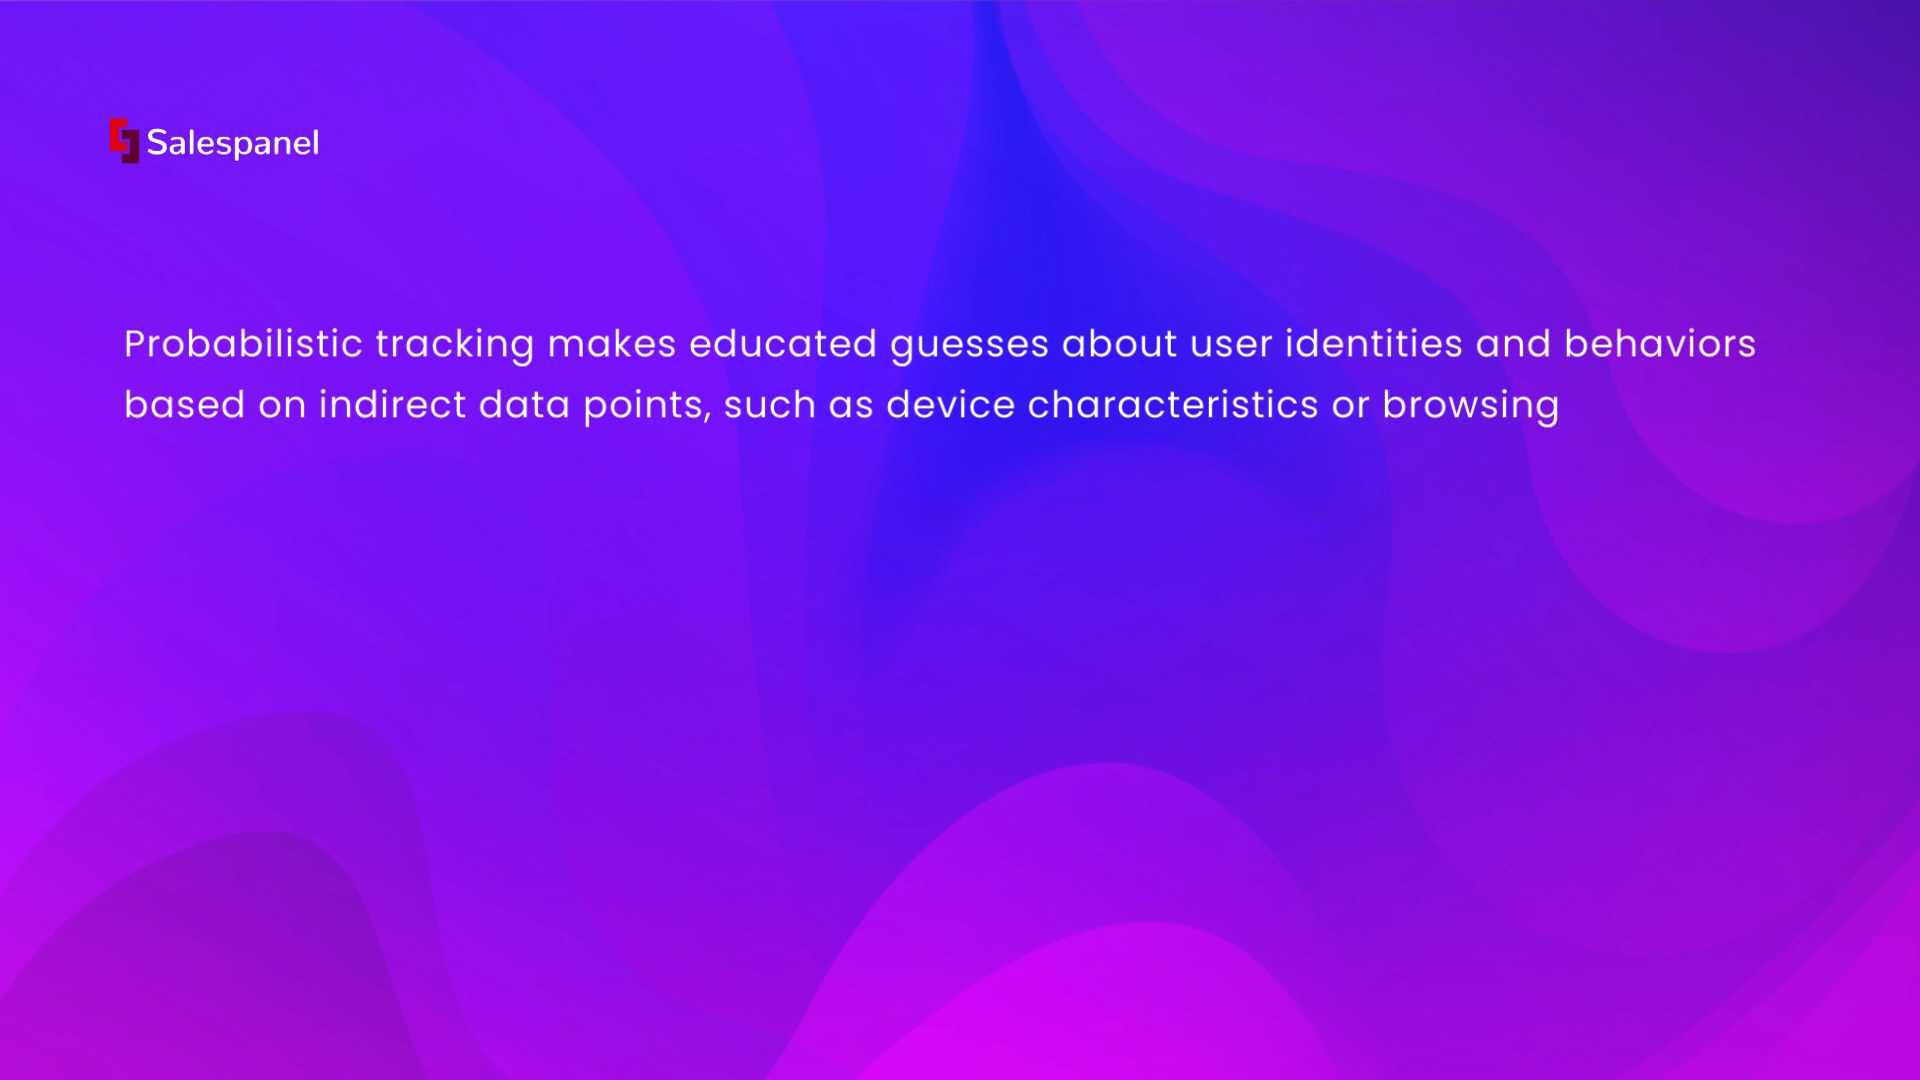 Salespanel
Probabilistic tracking makes educated guesses about user identities and behaviors
based on indirect data points, such as device characteristics or browsing